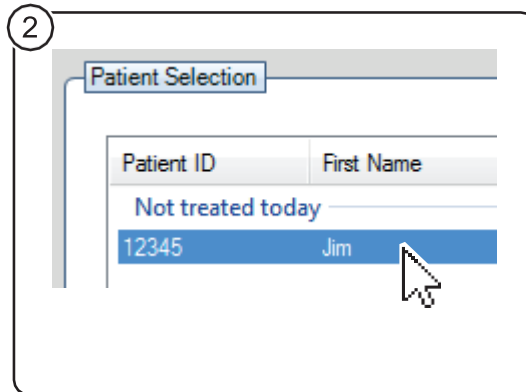 2
Patient Selection
Patient ID First Name
Not treated today
12345 Jim